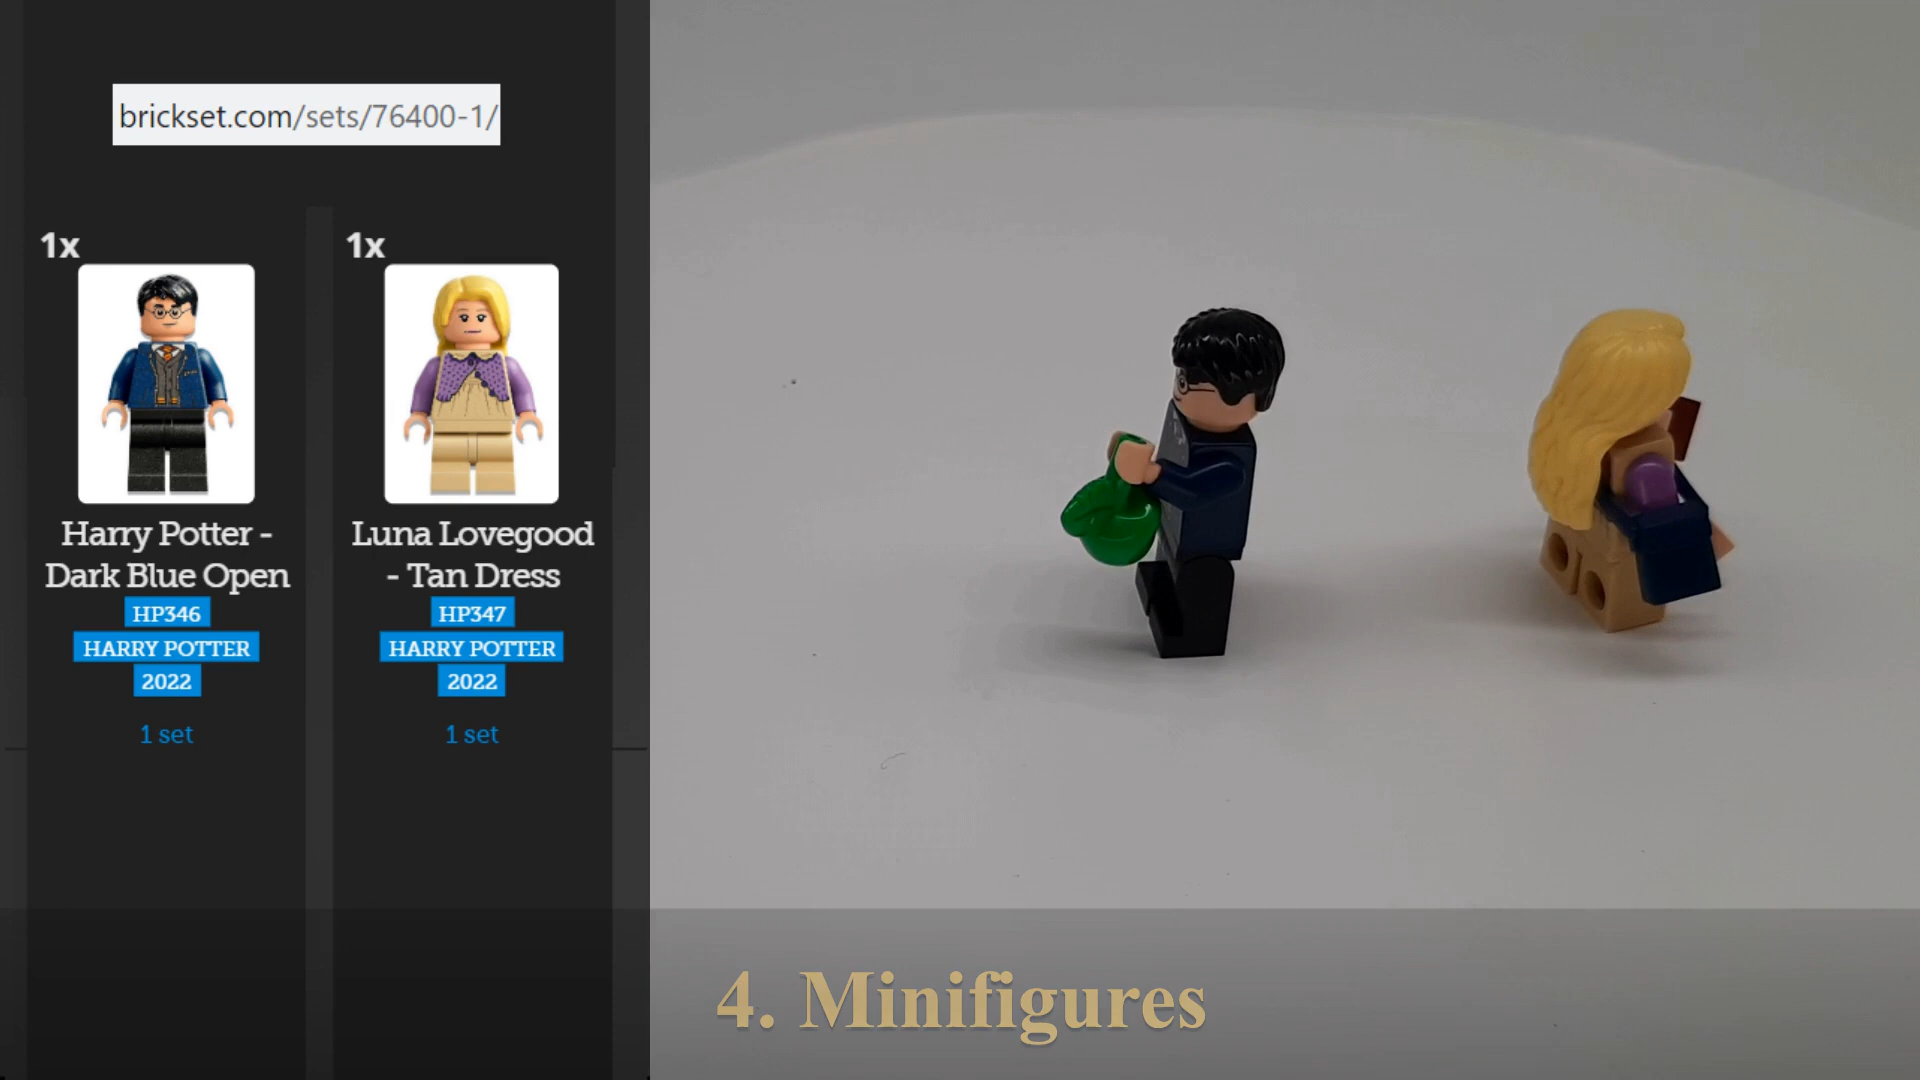 brickset.com/sets/76400-1/
1x
Harry Potter -
Dark Blue Open
HP346
HARRY POTTER
2022
1 set
1x
Luna Lovegood
- Tan Dress
HP347
HARRY POTTER
2022
1 set
4. Minifigures